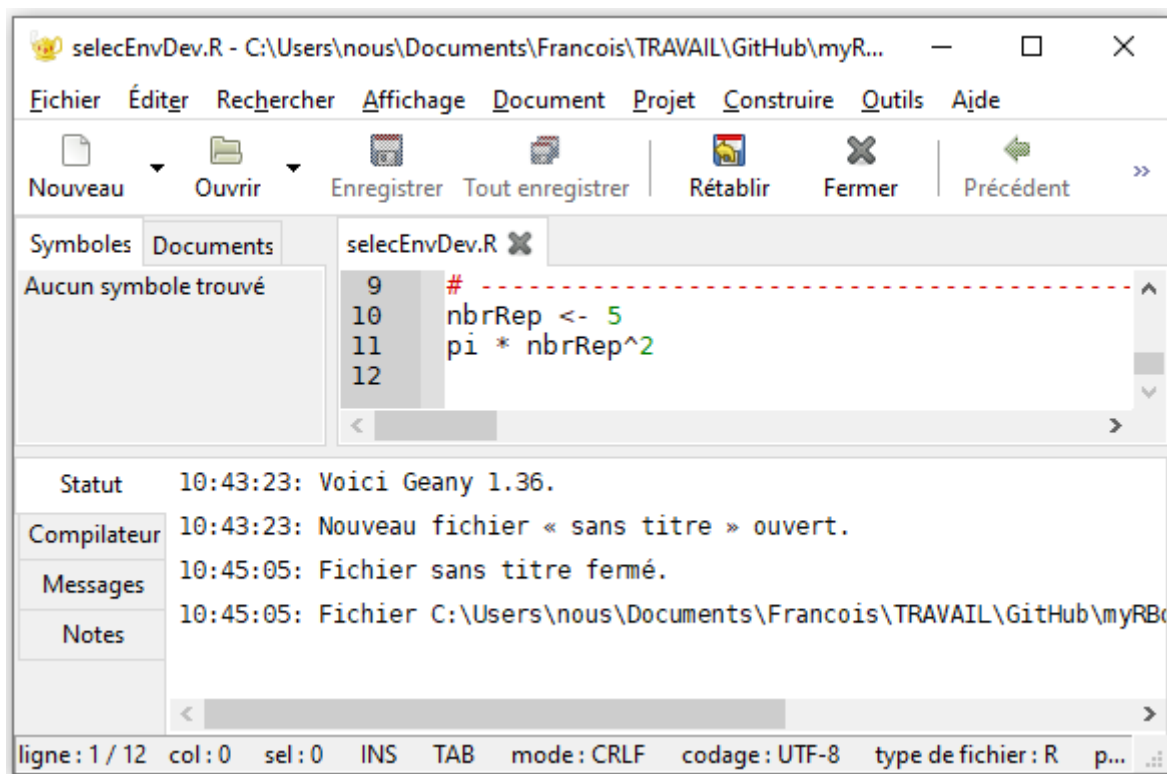 selecEnvDev.R - C:\Users\nous\Documents\Francois\TRAVAIL\GitHub\myR...
Fichier Éditer Rechercher Affichage Document Projet Construire Outils Aide
Nouveau Ouvrir Enregistrer Tout enregistrer Rétablir Fermer Précédent »
Symboles Documents
Aucun symbole trouvé
selecEnvDev.R
9 # -----------------------------------------
10 nbrRep <- 5
11 pi * nbrRep^2
12
Statut
Compilateur
Messages
Notes
10:43:23: Voici Geany 1.36.
10:43:23: Nouveau fichier « sans titre » ouvert.
10:45:05: Fichier sans titre fermé.
10:45:05: Fichier C:\Users\nous\Documents\Francois\TRAVAIL\GitHub\myRBo
ligne : 1 / 12 col : 0 sel : 0 INS TAB mode : CRLF codage : UTF-8 type de fichier : R p...